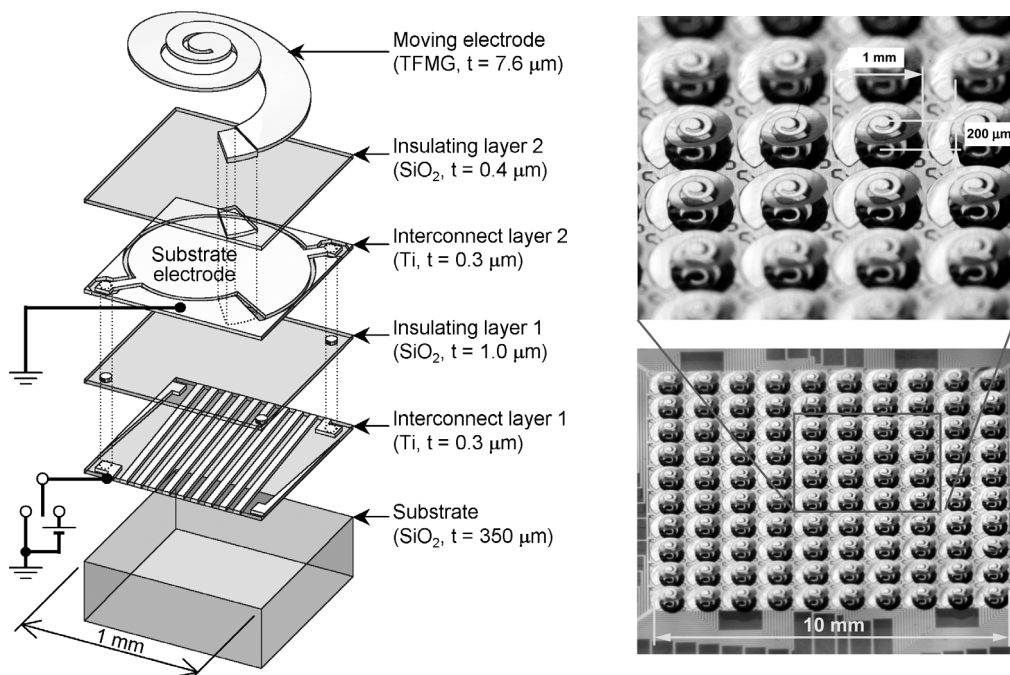 Moving electrode
(TFMG, t = 7.6 μm)
Insulating layer 2
(SiO₂, t = 0.4 μm)
Interconnect layer 2
(Ti, t = 0.3 μm)
Substrate
electrode
Insulating layer 1
(SiO₂, t = 1.0 μm)
Interconnect layer 1
(Ti, t = 0.3 μm)
Substrate
(SiO₂, t = 350 μm)
1 mm
1 mm
200 μm
10 mm